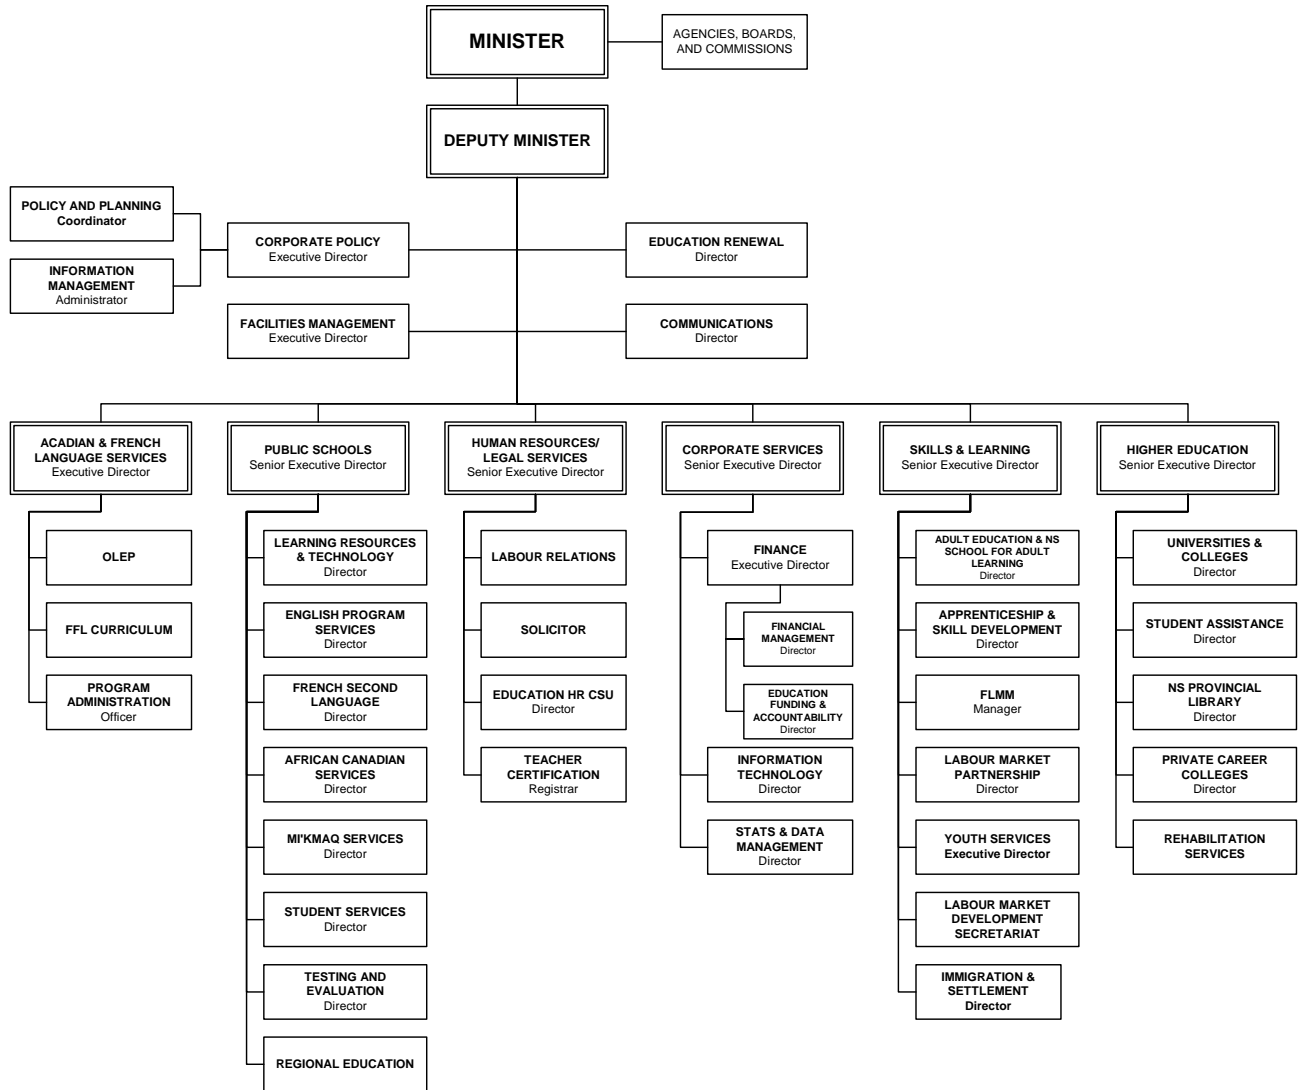 MINISTER
AGENCIES, BOARDS,
AND COMMISSIONS
DEPUTY MINISTER
POLICY AND PLANNING
Coordinator
INFORMATION
MANAGEMENT
Administrator
CORPORATE POLICY
Executive Director
EDUCATION RENEWAL
Director
FACILITIES MANAGEMENT
Executive Director
COMMUNICATIONS
Director
ACADIAN & FRENCH
LANGUAGE SERVICES
Executive Director
OLEP
FFL CURRICULUM
PROGRAM
ADMINISTRATION
Officer
PUBLIC SCHOOLS
Senior Executive Director
LEARNING RESOURCES
& TECHNOLOGY
Director
ENGLISH PROGRAM
SERVICES
Director
FRENCH SECOND
LANGUAGE
Director
AFRICAN CANADIAN
SERVICES
Director
MI'KMAQ SERVICES
Director
STUDENT SERVICES
Director
TESTING AND
EVALUATION
Director
REGIONAL EDUCATION
HUMAN RESOURCES/
LEGAL SERVICES
Senior Executive Director
LABOUR RELATIONS
SOLICITOR
EDUCATION HR CSU
Director
TEACHER
CERTIFICATION
Registrar
CORPORATE SERVICES
Senior Executive Director
FINANCE
Executive Director
FINANCIAL
MANAGEMENT
Director
EDUCATION
FUNDING &
ACCOUNTABILITY
Director
INFORMATION
TECHNOLOGY
Director
STATS & DATA
MANAGEMENT
Director
SKILLS & LEARNING
Senior Executive Director
ADULT EDUCATION & NS
SCHOOL FOR ADULT
LEARNING
Director
APPRENTICESHIP &
SKILL DEVELOPMENT
Director
FLMM
Manager
LABOUR MARKET
PARTNERSHIP
Director
YOUTH SERVICES
Executive Director
LABOUR MARKET
DEVELOPMENT
SECRETARIAT
IMMIGRATION &
SETTLEMENT
Director
HIGHER EDUCATION
Senior Executive Director
UNIVERSITIES &
COLLEGES
Director
STUDENT ASSISTANCE
Director
NS PROVINCIAL
LIBRARY
Director
PRIVATE CAREER
COLLEGES
Director
REHABILITATION
SERVICES